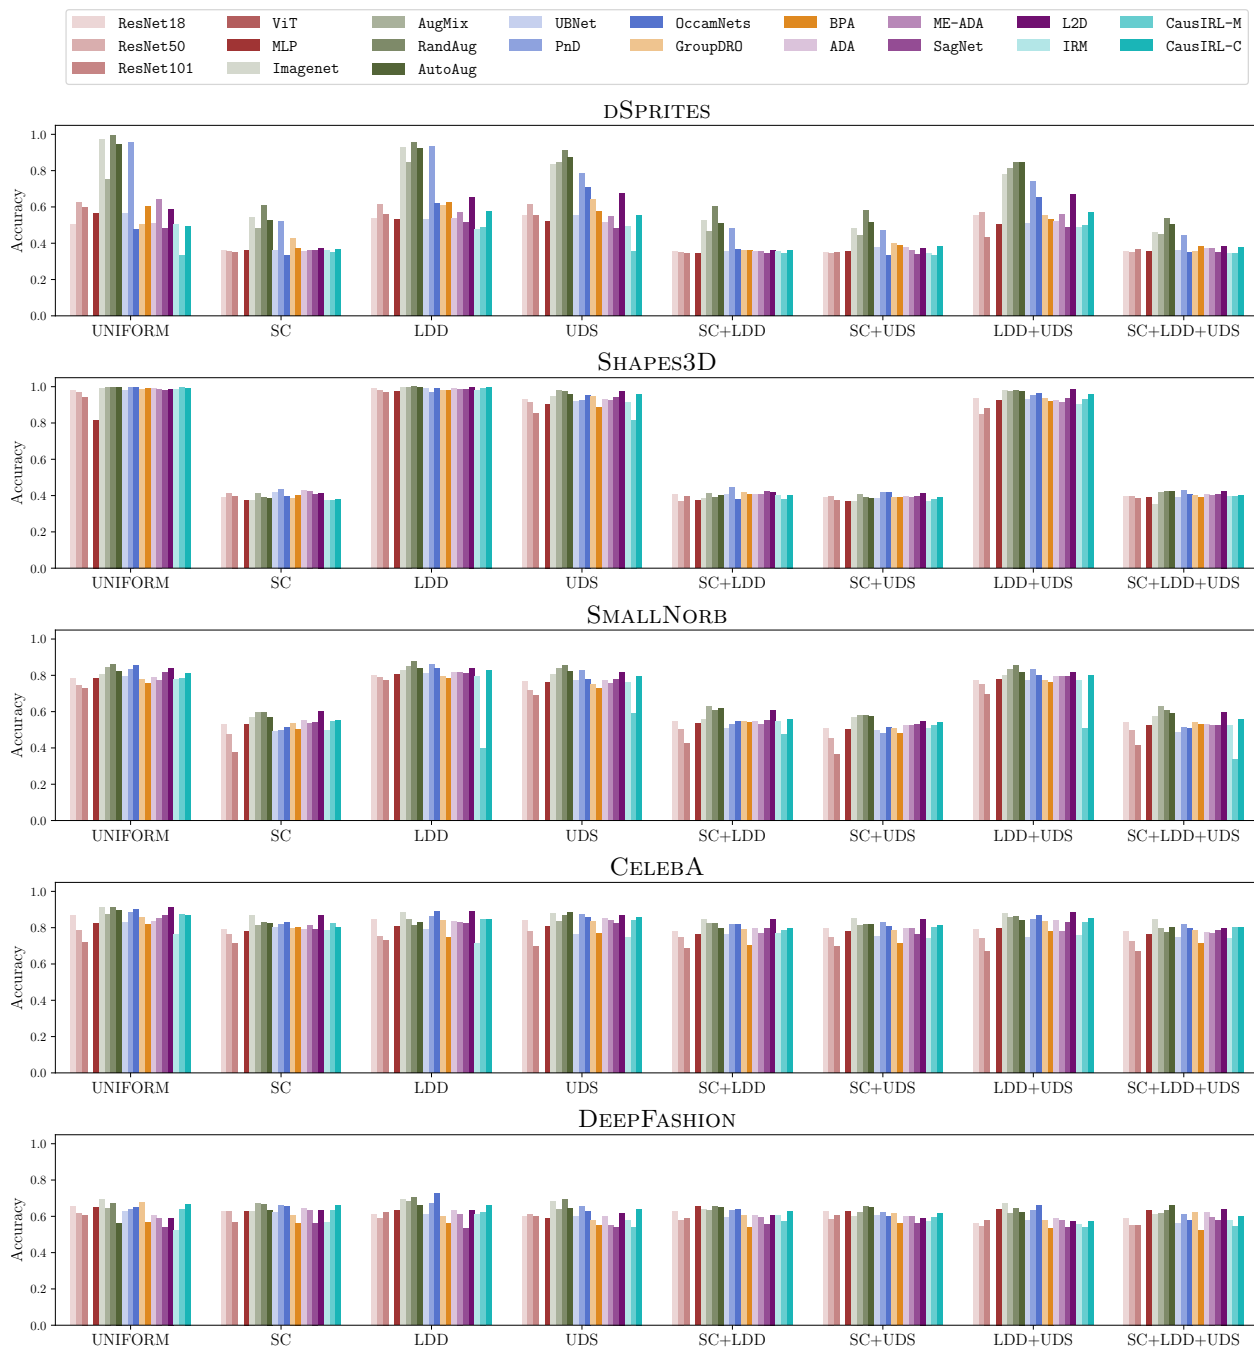 ResNet18 ViT AugMix UBNet OccamNets BPA ME-ADA L2D CausIRL-M
ResNet50 MLP RandAug PnD GroupDRO ADA SagNet IRM CausIRL-C
ResNet101 Imagenet AutoAug
DSPRITES
Accuracy
1.0
0.8
0.6
0.4
0.2
0.0
UNIFORM SC LDD UDS SC+LDD SC+UDS LDD+UDS SC+LDD+UDS
SHAPES3D
Accuracy
1.0
0.8
0.6
0.4
0.2
0.0
UNIFORM SC LDD UDS SC+LDD SC+UDS LDD+UDS SC+LDD+UDS
SMALLNORB
Accuracy
1.0
0.8
0.6
0.4
0.2
0.0
UNIFORM SC LDD UDS SC+LDD SC+UDS LDD+UDS SC+LDD+UDS
CELEBA
Accuracy
1.0
0.8
0.6
0.4
0.2
0.0
UNIFORM SC LDD UDS SC+LDD SC+UDS LDD+UDS SC+LDD+UDS
DEEPFASHION
Accuracy
1.0
0.8
0.6
0.4
0.2
0.0
UNIFORM SC LDD UDS SC+LDD SC+UDS LDD+UDS SC+LDD+UDS